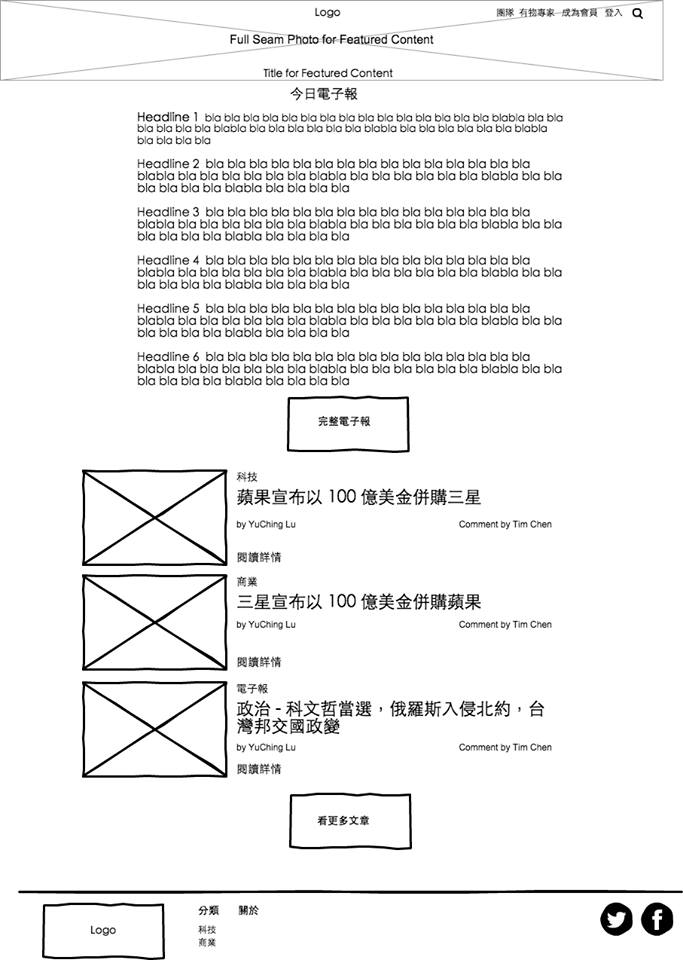 Logo
團隊 有物專家 成為會員 登入
Full Seam Photo for Featured Content
Title for Featured Content
今日電子報
Headline 1 bla bla bla bla bla bla bla bla bla bla bla bla bla bla bla blabla bla bla
bla bla bla bla blabla bla bla bla bla bla bla blabla bla bla bla bla bla bla blabla
bla bla bla bla
Headline 2 bla bla bla bla bla bla bla bla bla bla bla bla bla bla bla
blabla bla bla bla bla bla bla blabla bla bla bla bla bla bla blabla bla bla
bla bla bla bla blabla bla bla bla bla
Headline 3 bla bla bla bla bla bla bla bla bla bla bla bla bla bla bla
blabla bla bla bla bla bla bla blabla bla bla bla bla bla bla blabla bla bla
bla bla bla bla blabla bla bla bla bla
Headline 4 bla bla bla bla bla bla bla bla bla bla bla bla bla bla bla
blabla bla bla bla bla bla bla blabla bla bla bla bla bla bla blabla bla bla
bla bla bla bla blabla bla bla bla bla
Headline 5 bla bla bla bla bla bla bla bla bla bla bla bla bla bla bla
blabla bla bla bla bla bla bla blabla bla bla bla bla bla bla blabla bla bla
bla bla bla bla blabla bla bla bla bla
Headline 6 bla bla bla bla bla bla bla bla bla bla bla bla bla bla bla
blabla bla bla bla bla bla bla blabla bla bla bla bla bla bla blabla bla bla
bla bla bla bla blabla bla bla bla bla
完整電子報
科技
蘋果宣布以 100 億美金併購三星
by YuChing Lu Comment by Tim Chen
閱讀詳情
商業
三星宣布以 100 億美金併購蘋果
by YuChing Lu Comment by Tim Chen
閱讀詳情
電子報
政治 - 科文哲當選，俄羅斯入侵北約，台
灣邦交國政變
by YuChing Lu Comment by Tim Chen
閱讀詳情
看更多文章
Logo
分類 關於
科技
商業